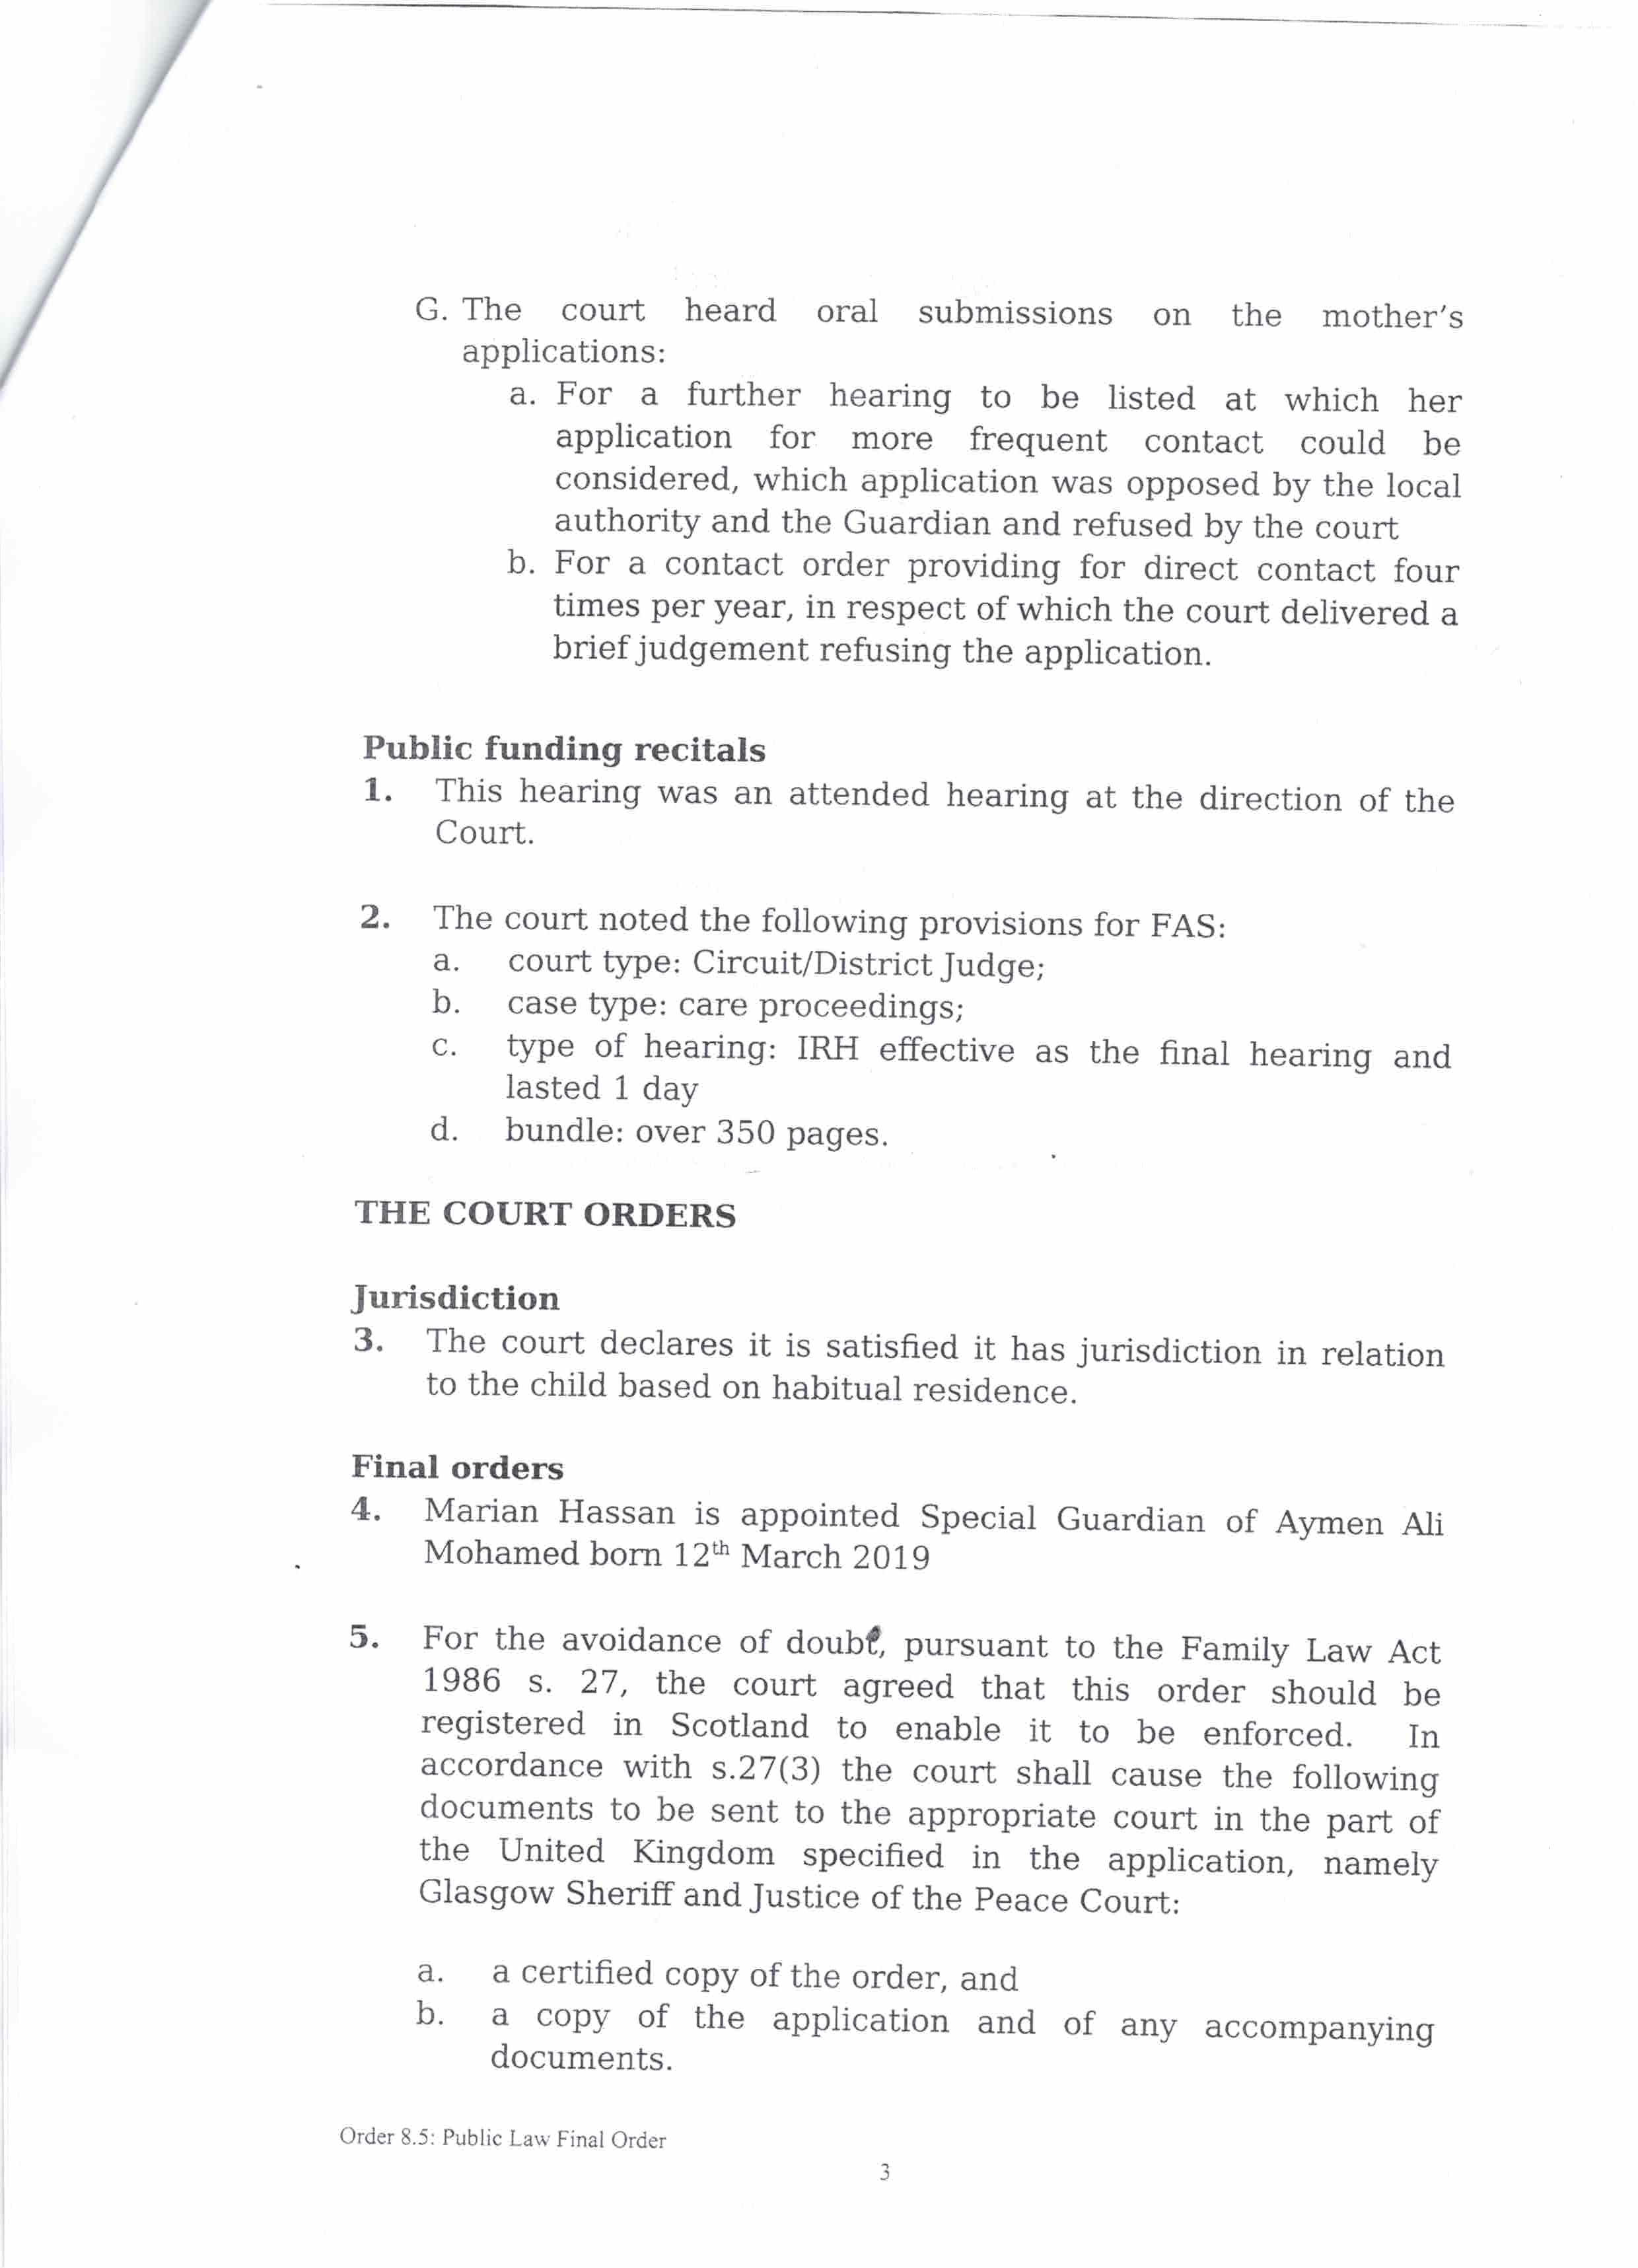 G. The court heard oral submissions on the mother's
applications:
a. For a further hearing to be listed at which her
application for more frequent contact could be
considered, which application was opposed by the local
authority and the Guardian and refused by the court
b. For a contact order providing for direct contact four
times per year, in respect of which the court delivered a
brief judgement refusing the application.
Public funding recitals
1. This hearing was an attended hearing at the direction of the
Court.
2. The court noted the following provisions for FAS:
a. court type: Circuit/District Judge;
b. case type: care proceedings;
c. type of hearing: IRH effective as the final hearing and
lasted 1 day
d. bundle: over 350 pages.
THE COURT ORDERS
Jurisdiction
3. The court declares it is satisfied it has jurisdiction in relation
to the child based on habitual residence.
Final orders
4. Marian Hassan is appointed Special Guardian of Aymen Ali
Mohamed born 12th March 2019
5. For the avoidance of doubt, pursuant to the Family Law Act
1986 s. 27, the court agreed that this order should be
registered in Scotland to enable it to be enforced. In
accordance with s.27(3) the court shall cause the following
documents to be sent to the appropriate court in the part of
the United Kingdom specified in the application, namely
Glasgow Sheriff and Justice of the Peace Court:
a. a certified copy of the order, and
b. a copy of the application and of any accompanying
documents.
Order 8.5: Public Law Final Order
3